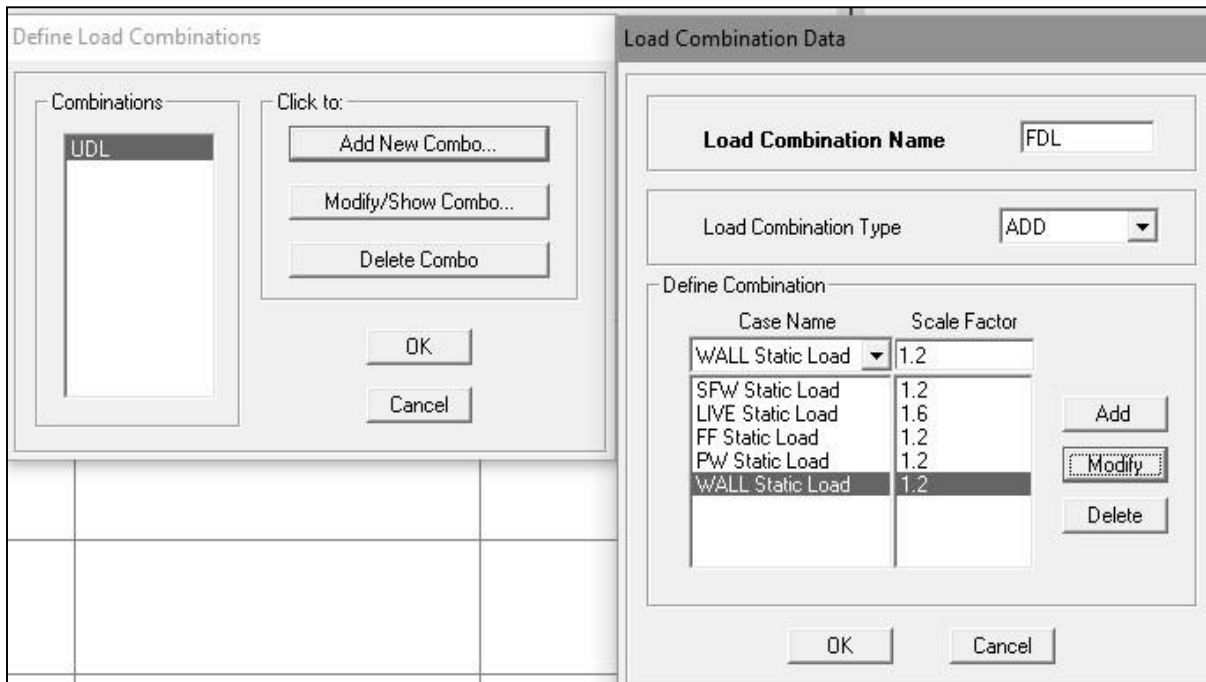 Define Load Combinations
Combinations
UDL
Click to:
Add New Combo...
Modify/Show Combo...
Delete Combo
OK
Cancel
Load Combination Data
Load Combination Name FDL
Load Combination Type ADD
Define Combination
Case Name Scale Factor
WALL Static Load 1.2
SFW Static Load 1.2
LIVE Static Load 1.6
FF Static Load 1.2
PW Static Load 1.2
WALL Static Load 1.2
Add
Modify
Delete
OK Cancel